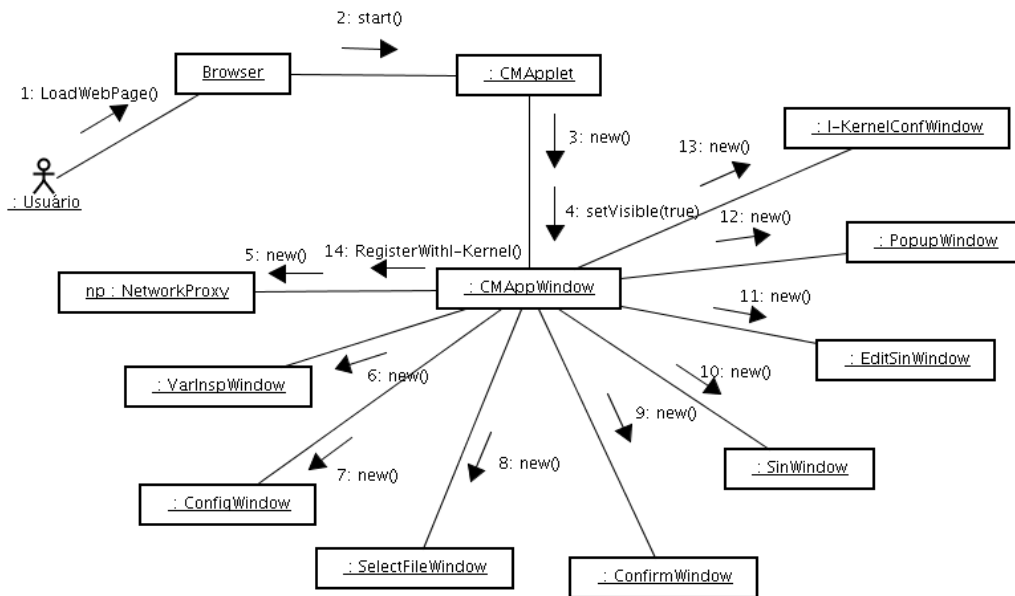 2: start()
Browser
: CMApplet
1: LoadWebPage()
: Usuário
3: new()
4: setVisible(true)
13: new()
: I-KernelConfWindow
12: new()
: PopupWindow
5: new()
14: RegisterWithI-Kernel()
np : NetworkProxy
: CMAppWindow
11: new()
: EditSinWindow
6: new()
: VarInspWindow
10: new()
: SinWindow
9: new()
7: new()
8: new()
: ConfigWindow
: SelectFileWindow
: ConfirmWindow